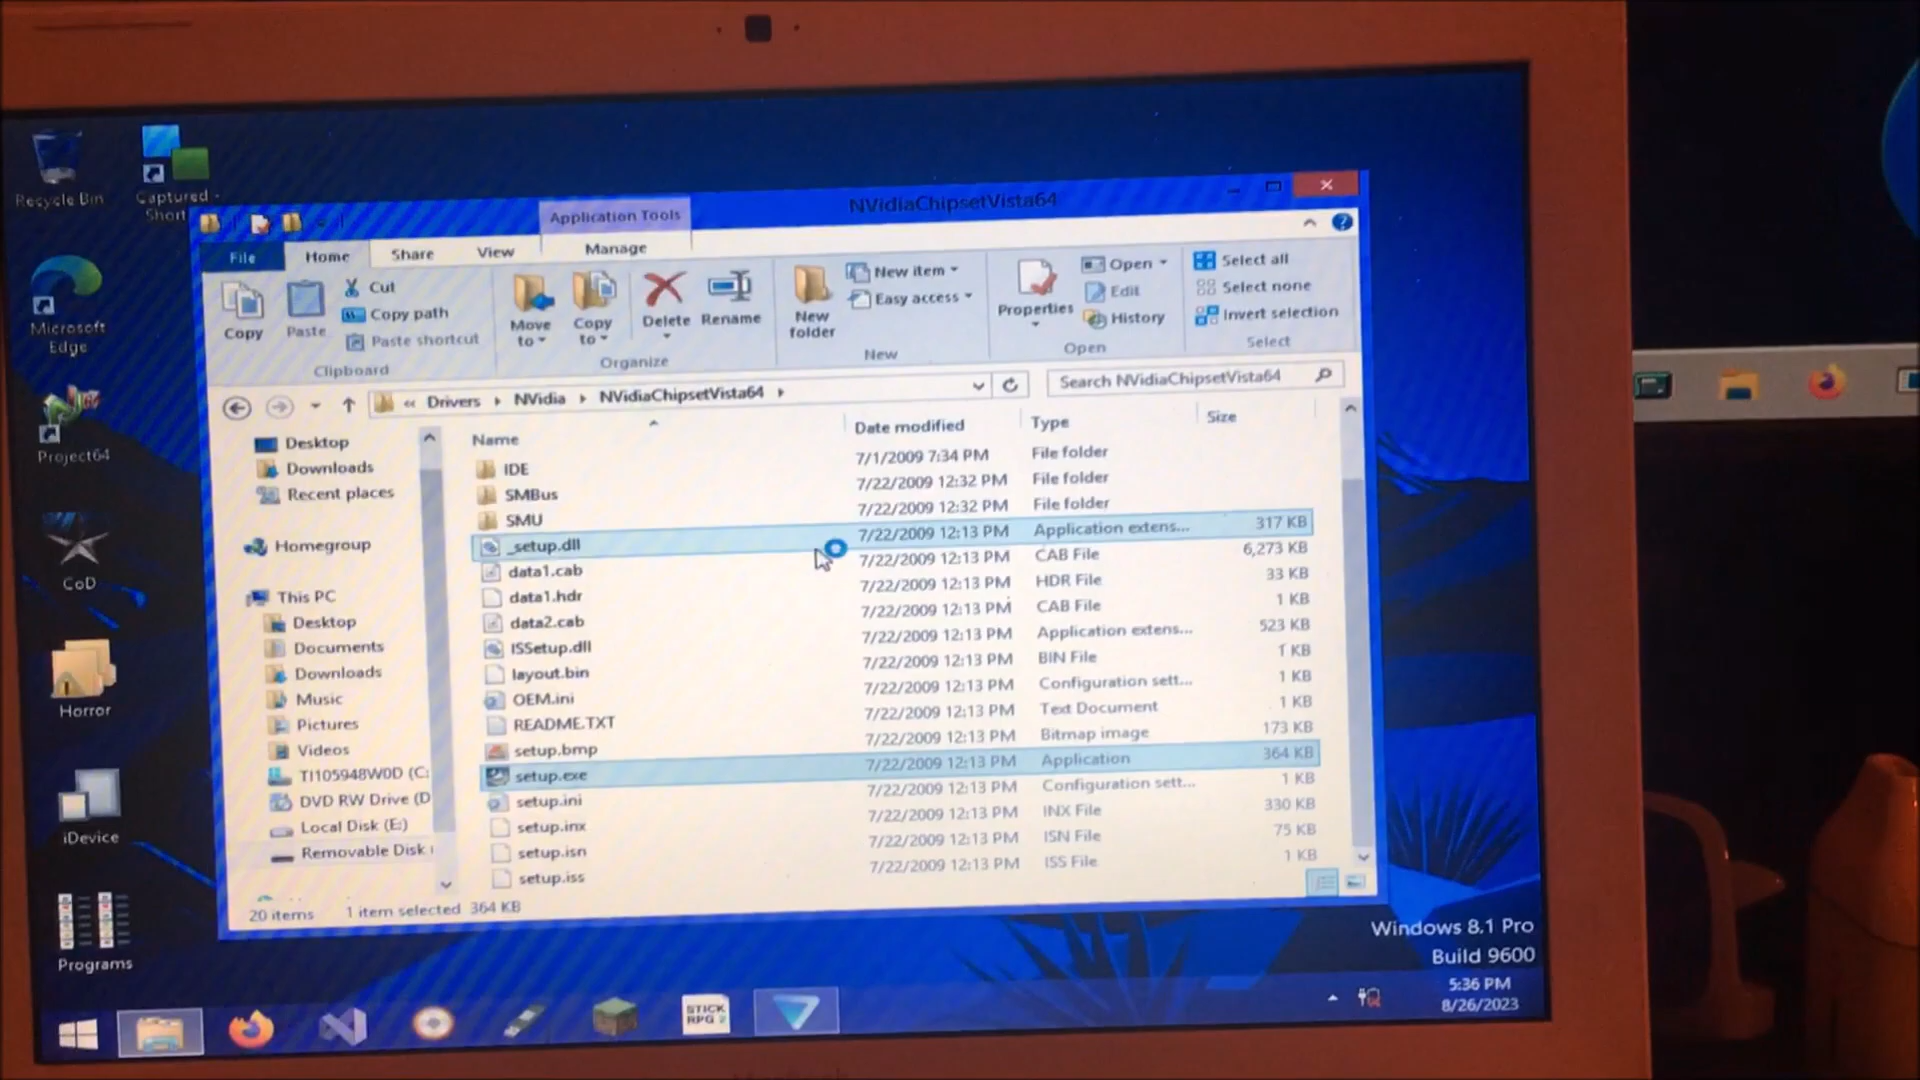 Recycle Bin
Captured -
Short
Microsoft
Edge
Project64
CoD
Horror
iDevice
Programs
Application Tools
NVidiaChipsetVista64
File
Home
Share
View
Manage
Copy
Paste
Cut
Copy path
Paste shortcut
Clipboard
Move
to
Copy
to
Delete
Rename
Organize
New
folder
New item
Easy access
New
Properties
Open
Edit
History
Open
Select all
Select none
Invert selection
Select
« Drivers NVidia NVidiaChipsetVista64
Search NVidiaChipsetVista64
Desktop
Downloads
Recent places
Homegroup
This PC
Desktop
Documents
Downloads
Music
Pictures
Videos
TI105948W0D (C:
DVD RW Drive (D
Local Disk (E:)
Removable Disk
Name Date modified Type Size
IDE 7/1/2009 7:34 PM File folder
SMBus 7/22/2009 12:32 PM File folder
SMU 7/22/2009 12:32 PM File folder
_setup.dll 7/22/2009 12:13 PM Application extens... 317 KB
data1.cab 7/22/2009 12:13 PM CAB File 6,273 KB
data1.hdr 7/22/2009 12:13 PM HDR File 33 KB
data2.cab 7/22/2009 12:13 PM CAB File 1 KB
ISSetup.dll 7/22/2009 12:13 PM Application extens... 523 KB
layout.bin 7/22/2009 12:13 PM BIN File 1 KB
OEM.ini 7/22/2009 12:13 PM Configuration sett... 1 KB
README.TXT 7/22/2009 12:13 PM Text Document 1 KB
setup.bmp 7/22/2009 12:13 PM Bitmap image 173 KB
setup.exe 7/22/2009 12:13 PM Application 364 KB
setup.ini 7/22/2009 12:13 PM Configuration sett... 1 KB
setup.inx 7/22/2009 12:13 PM INX File 330 KB
setup.isn 7/22/2009 12:13 PM ISN File 75 KB
setup.iss 7/22/2009 12:13 PM ISS File 1 KB
20 items 1 item selected 364 KB
Windows 8.1 Pro
Build 9600
STICK
RPG 2
5:36 PM
8/26/2023